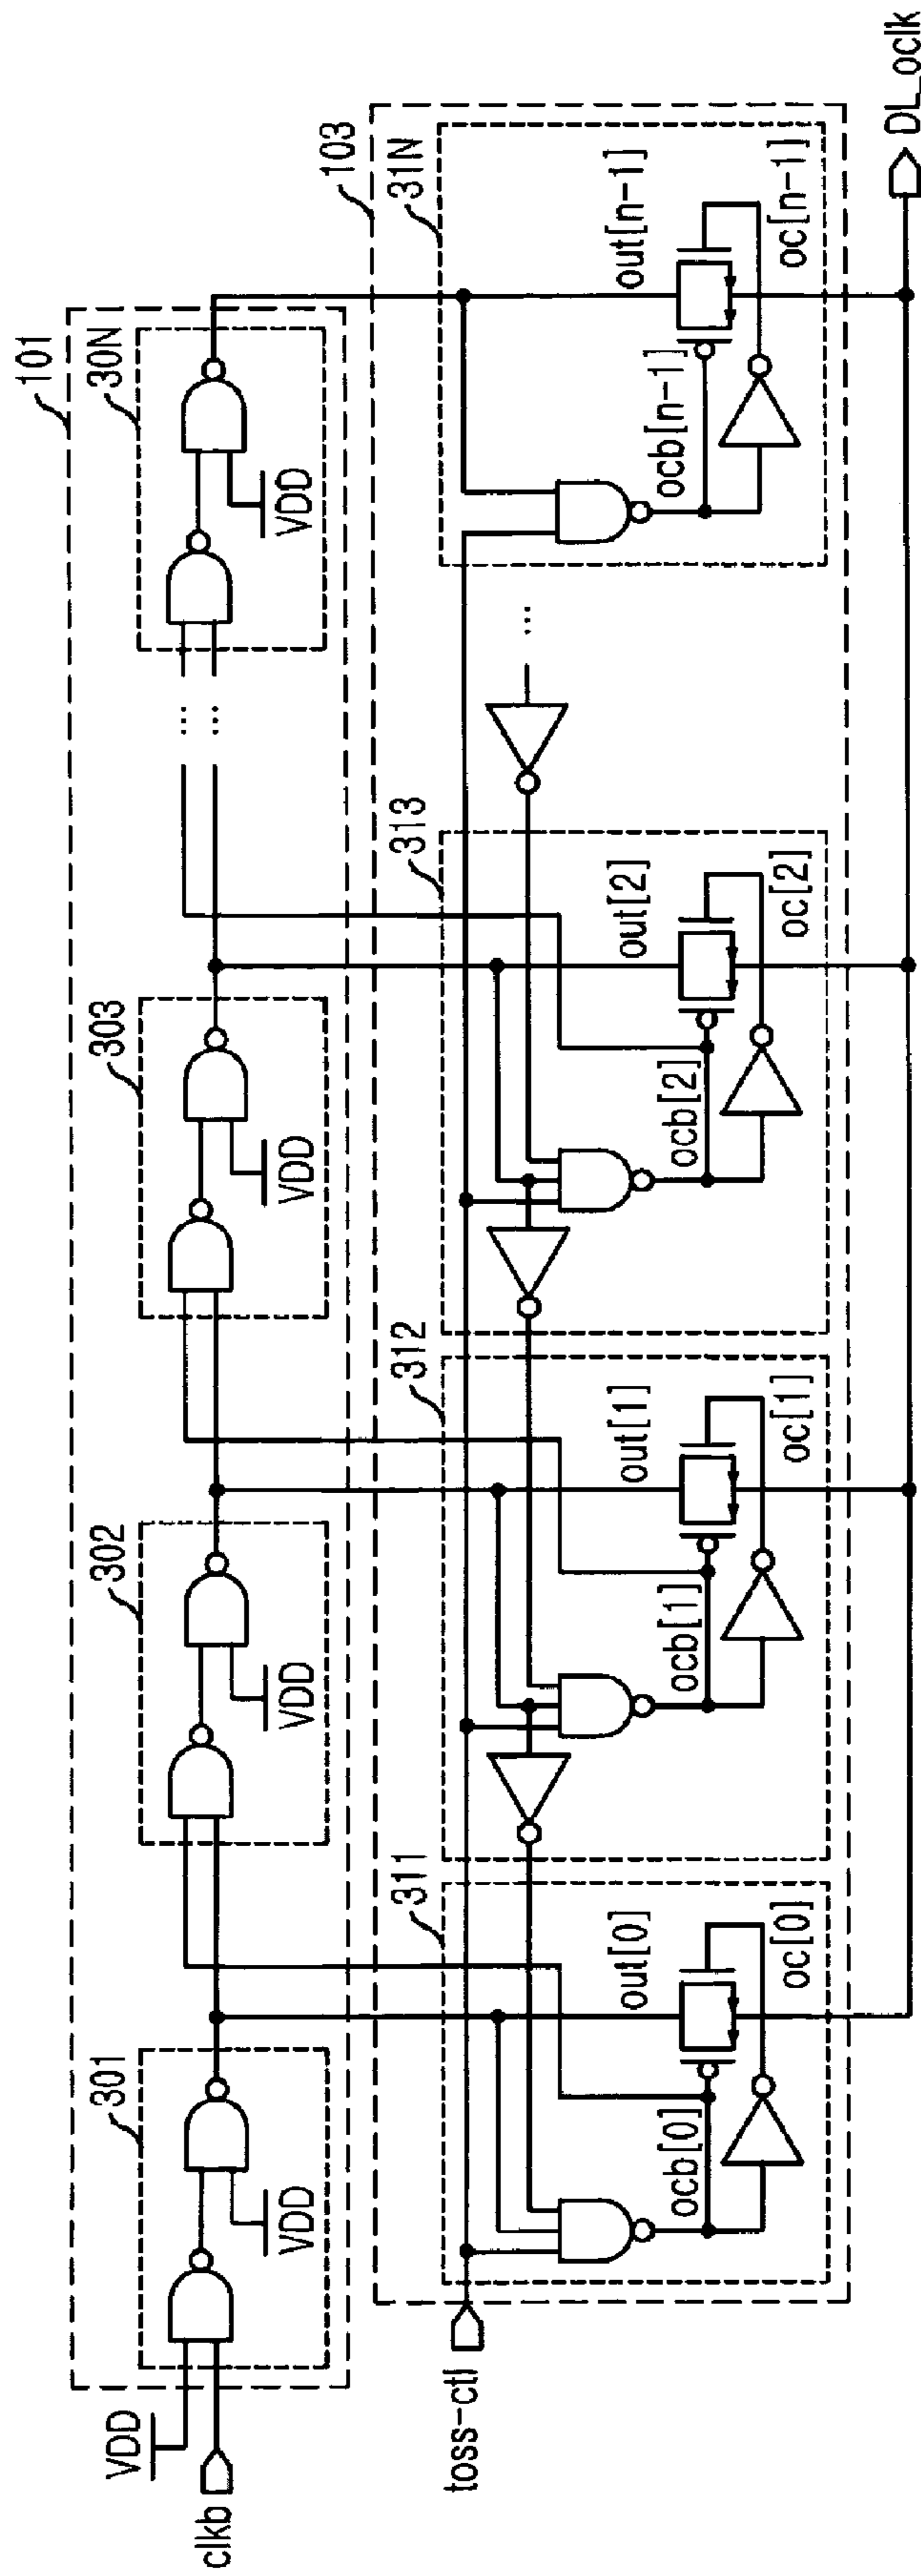 101
301
302
303
30N
VDD
clkb
VDD
VDD
VDD
VDD
103
311
312
313
31N
toss-ctl
out[0]
out[1]
out[2]
out[n-1]
ocb[0]
ocb[1]
ocb[2]
ocb[n-1]
oc[0]
oc[1]
oc[2]
oc[n-1]
...
...
...
DL_oclk